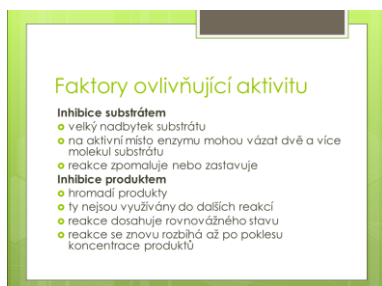 Faktory ovlivňující aktivitu
Inhibice substrátem
velký nadbytek substrátu
na aktivní místo enzymu mohou vázat dvě a více
molekul substrátu
reakce zpomaluje nebo zastavuje
Inhibice produktem
hromadí produkty
ty nejsou využívány do dalších reakcí
reakce dosahuje rovnovážného stavu
reakce se znovu rozbíhá až po poklesu
koncentrace produktů